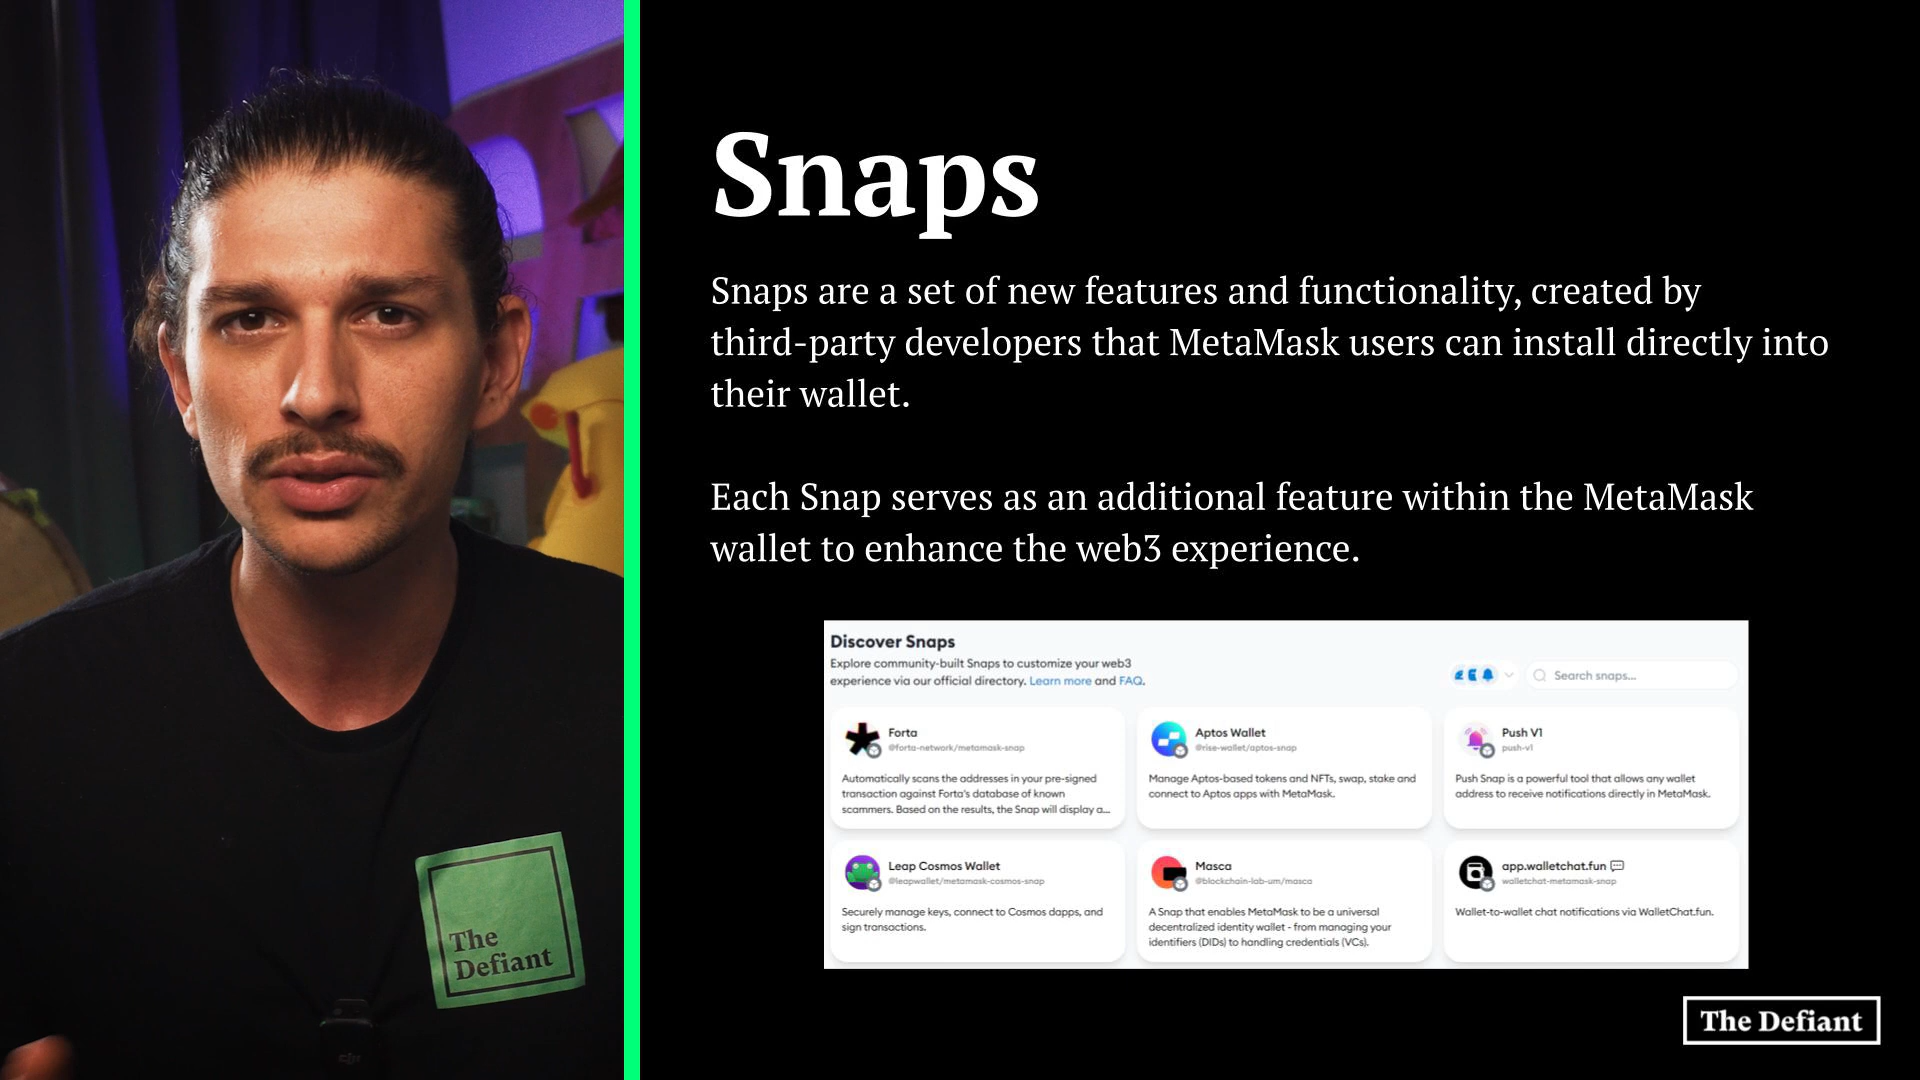 Snaps
Snaps are a set of new features and functionality, created by
third-party developers that MetaMask users can install directly into
their wallet.
Each Snap serves as an additional feature within the MetaMask
wallet to enhance the web3 experience.
Discover Snaps
Explore community-built Snaps to customize your web3
experience via our official directory. Learn more and FAQ.
Search snaps...
Forta
@forta-network/metamask-snap
Automatically scans the addresses in your pre-signed
transaction against Forta's database of known
scammers. Based on the results, the Snap will display a...
Aptos Wallet
@rise-wallet/aptos-snap
Manage Aptos-based tokens and NFTs, swap, stake and
connect to Aptos apps with MetaMask.
Push V1
push-v1
Push Snap is a powerful tool that allows any wallet
address to receive notifications directly in MetaMask.
Leap Cosmos Wallet
@leapwallet/metamask-cosmos-snap
Securely manage keys, connect to Cosmos dapps, and
sign transactions.
Masca
@blockchain-lab-um/masca
A Snap that enables MetaMask to be a universal
decentralized identity wallet - from managing your
identifiers (DIDs) to handling credentials (VCs).
app.walletchat.fun
walletchat-metamask-snap
Wallet-to-wallet chat notifications via WalletChat.fun.
The
Defiant
dji
The Defiant